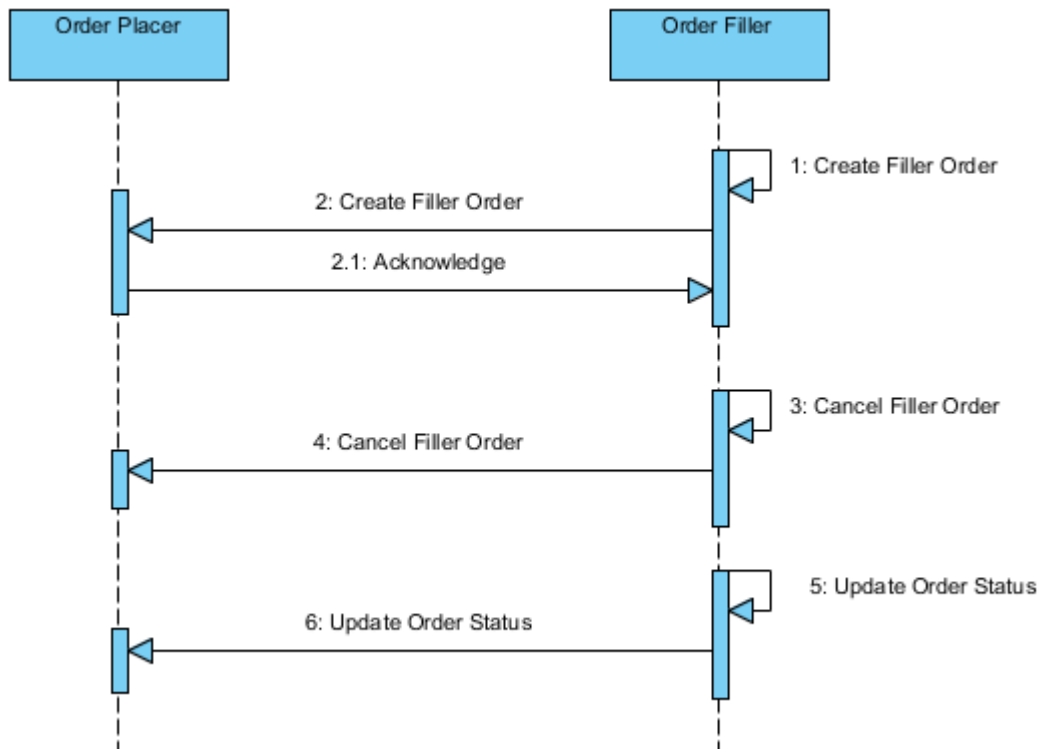 Order Placer
Order Filler
1: Create Filler Order
2: Create Filler Order
2.1: Acknowledge
3: Cancel Filler Order
4: Cancel Filler Order
5: Update Order Status
6: Update Order Status